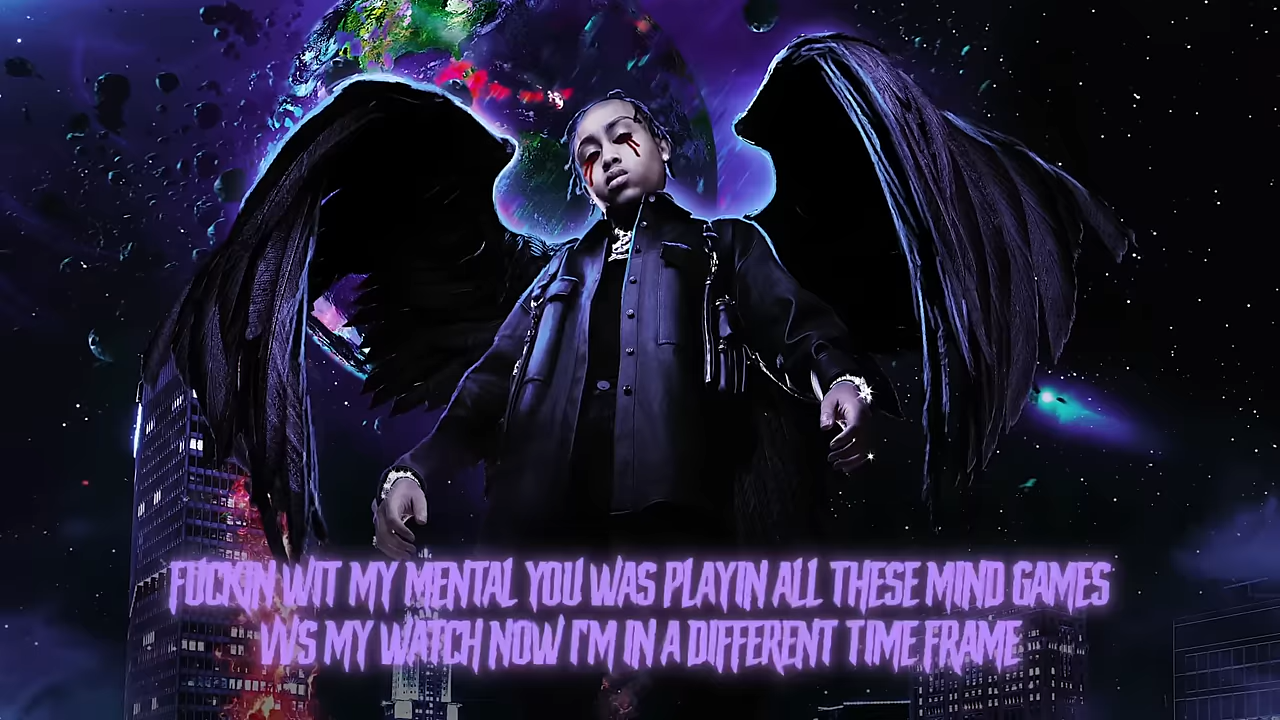 FUCKIN WIT MY MENTAL YOU WAS PLAYIN ALL THESE MIND GAMES
VVS MY WATCH NOW I'M IN A DIFFERENT TIME FRAME